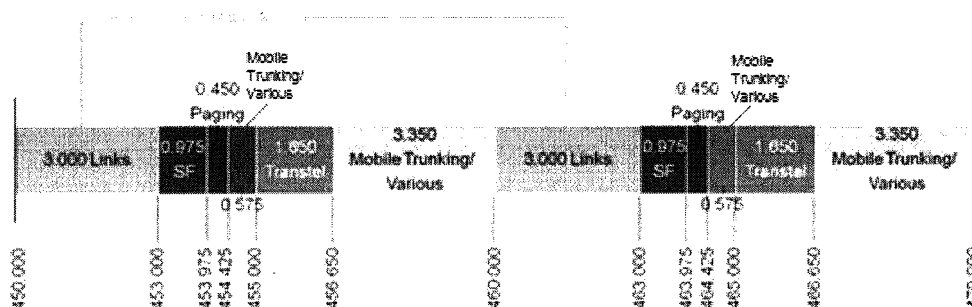 Mobile
Trunking/
Various
0.450
Paging
3.000 Links
0.975
SF
1.650
Transtel
3.350
Mobile Trunking/
Various
0.575
Mobile
Trunking/
Various
0.450
Paging
3.000 Links
0.975
SF
1.650
Transtel
3.350
Mobile Trunking/
Various
0.575
450.000
453.000
453.975
454.425
455.000
456.650
460.000
463.000
463.975
464.425
465.000
466.650